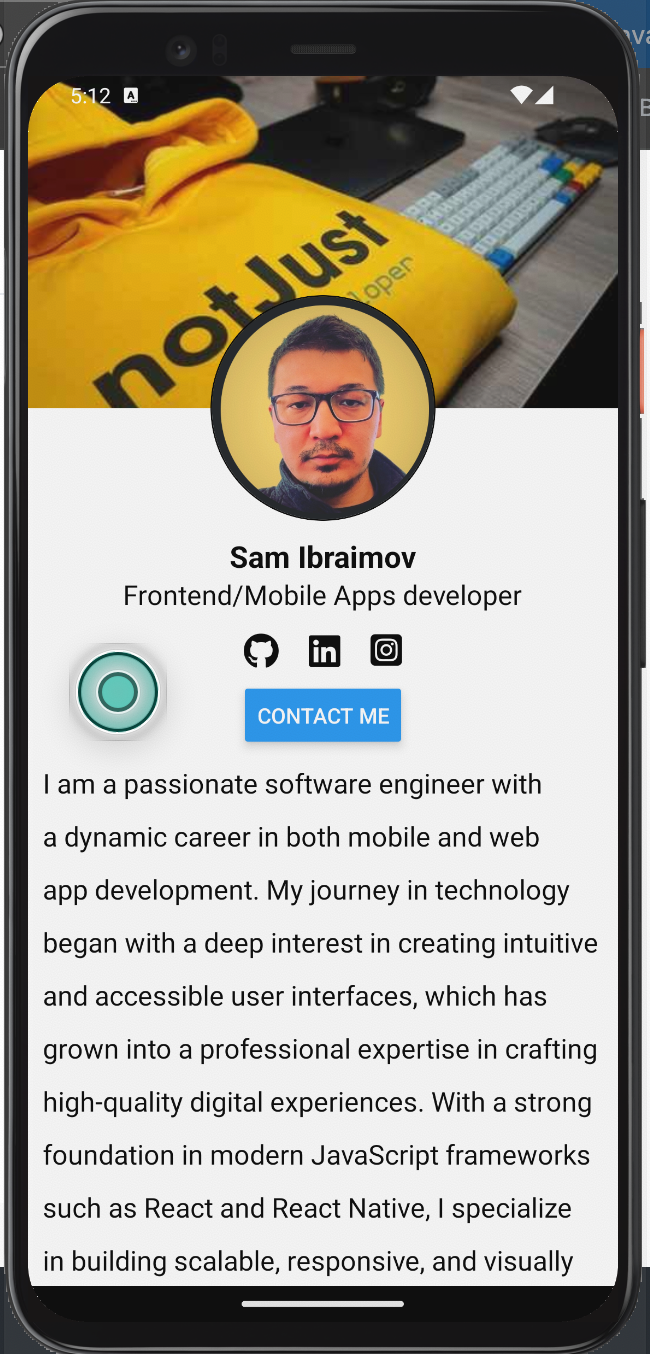 5:12 A
notJust
loper
Sam Ibraimov
Frontend/Mobile Apps developer
in
CONTACT ME
I am a passionate software engineer with
a dynamic career in both mobile and web
app development. My journey in technology
began with a deep interest in creating intuitive
and accessible user interfaces, which has
grown into a professional expertise in crafting
high-quality digital experiences. With a strong
foundation in modern JavaScript frameworks
such as React and React Native, I specialize
in building scalable, responsive, and visually